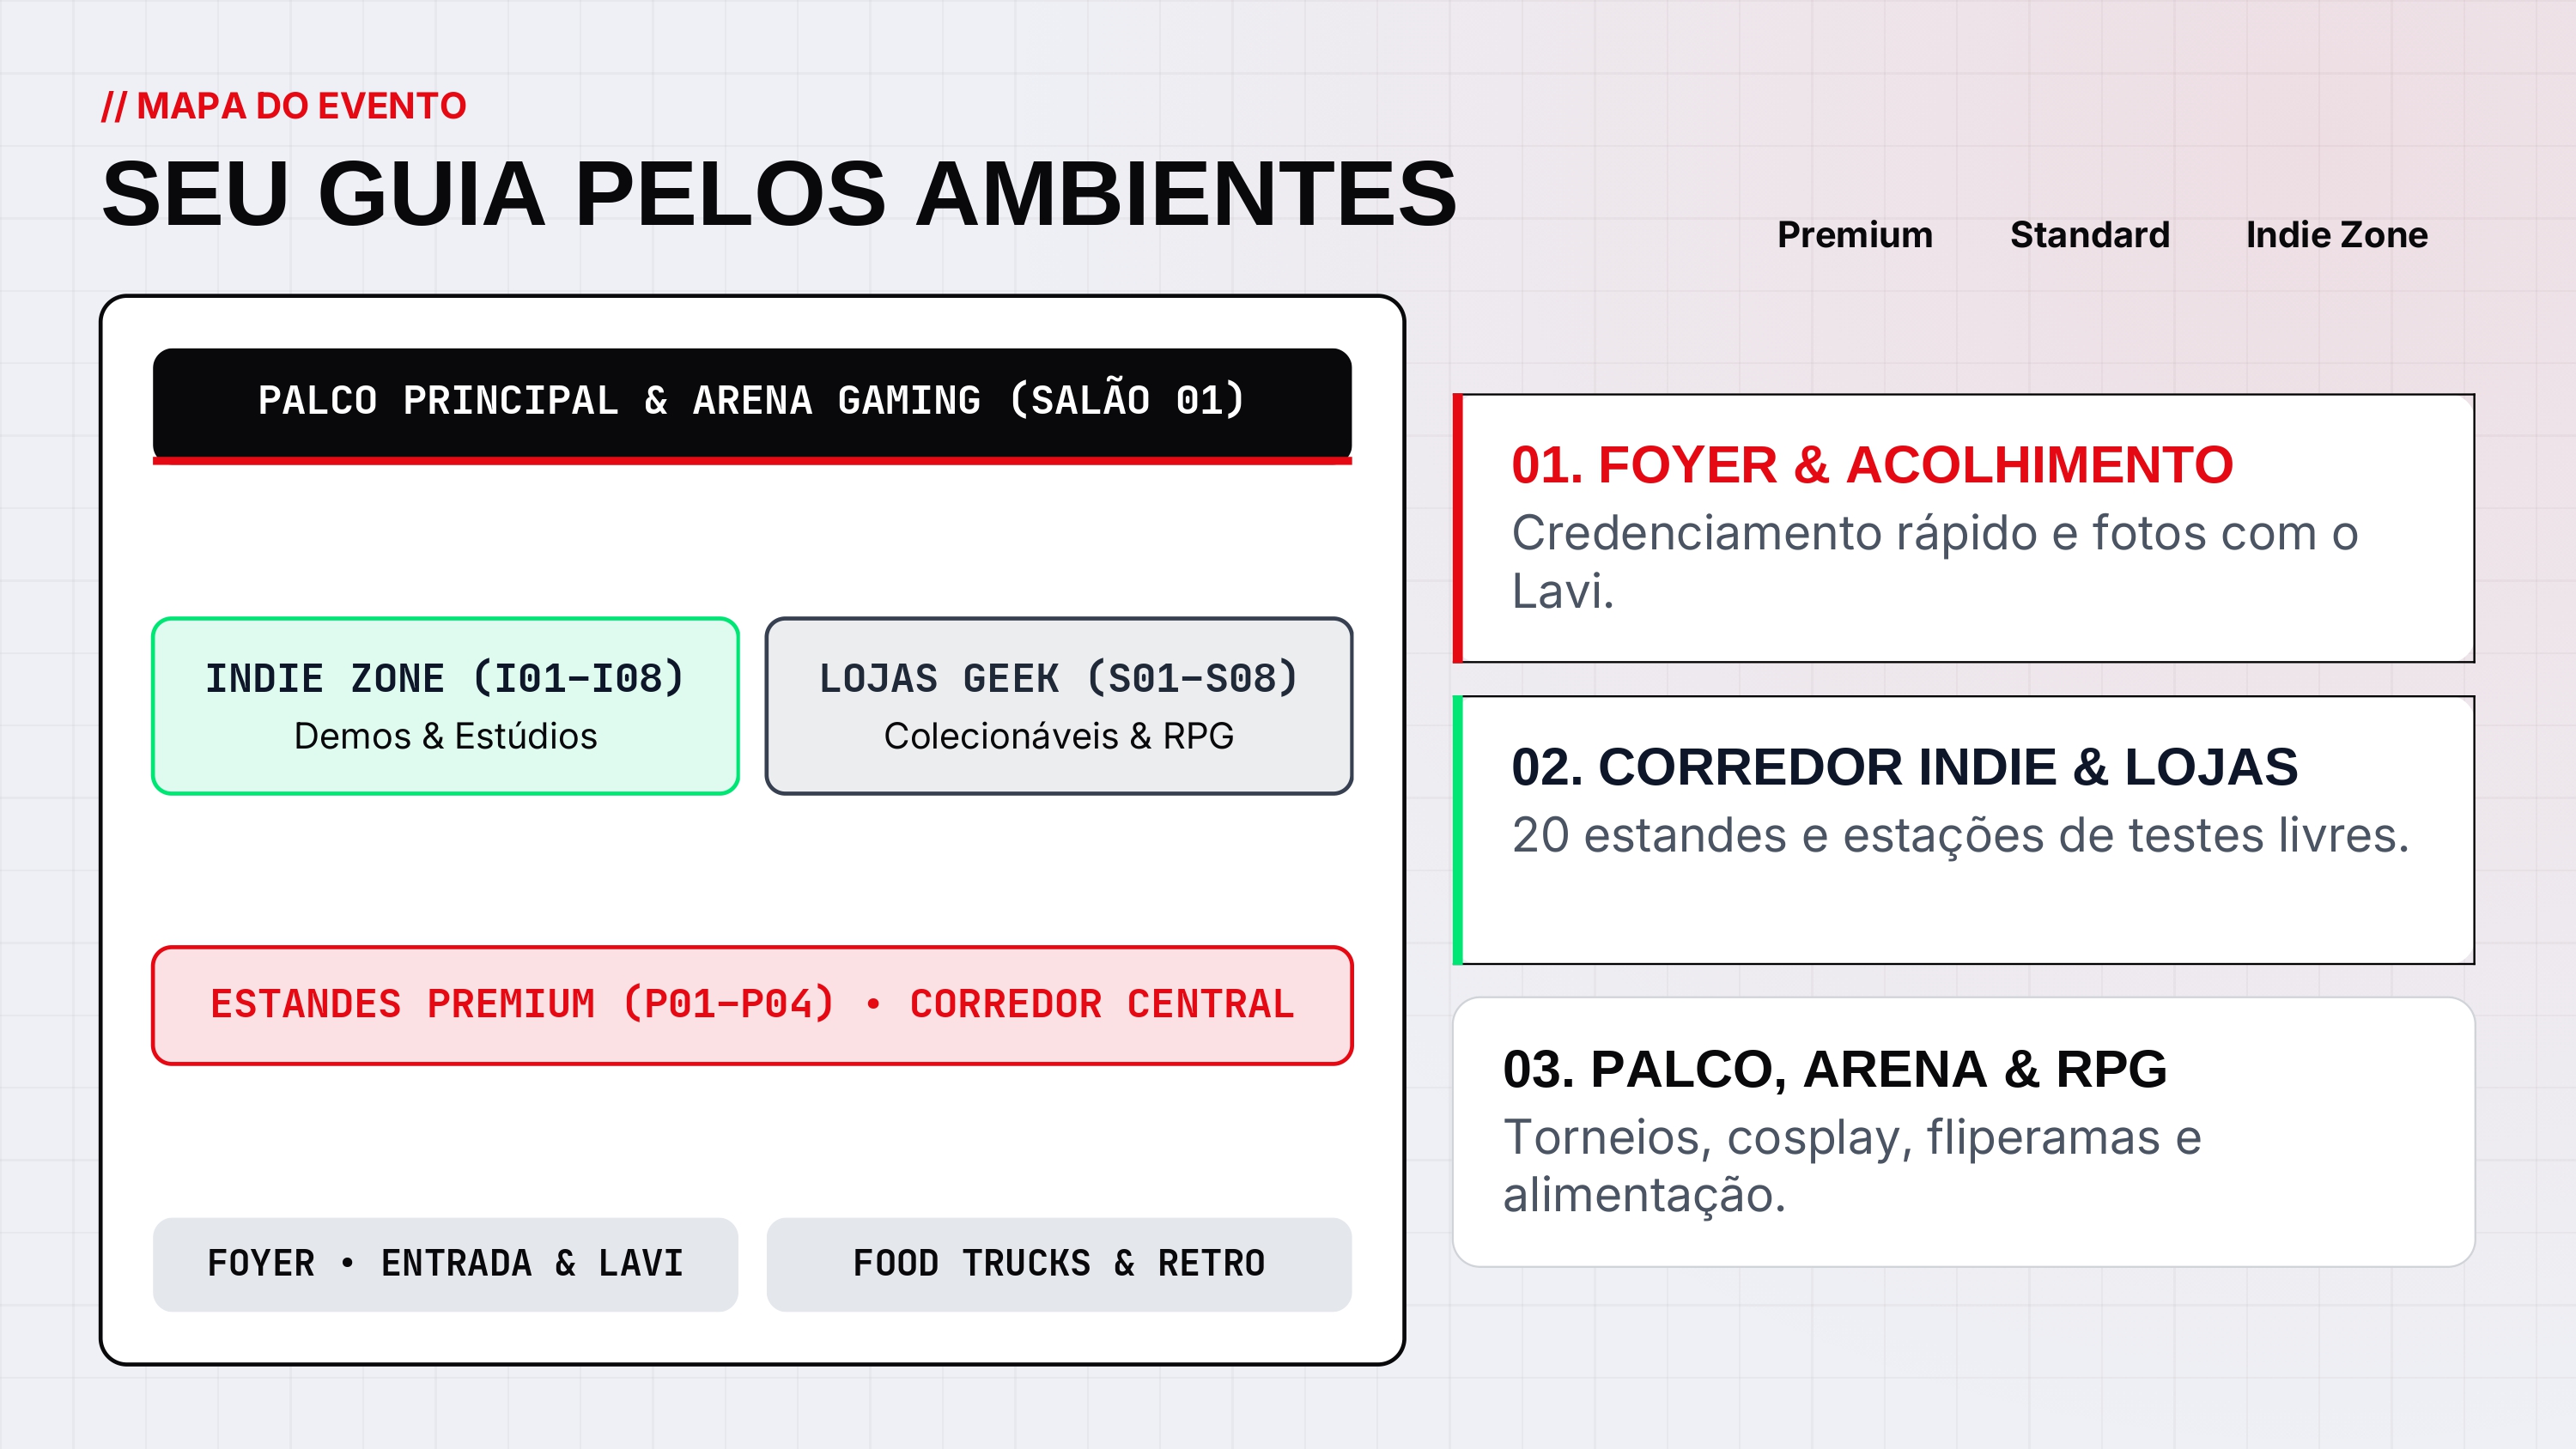 // MAPA DO EVENTO
SEU GUIA PELOS AMBIENTES
Premium
Standard
Indie Zone
PALCO PRINCIPAL & ARENA GAMING (SALÃO 01)
INDIE ZONE (I01–I08)
Demos & Estúdios
LOJAS GEEK (S01–S08)
Colecionáveis & RPG
ESTANDES PREMIUM (P01–P04) • CORREDOR CENTRAL
FOYER • ENTRADA & LAVI
FOOD TRUCKS & RETRO
01. FOYER & ACOLHIMENTO
Credenciamento rápido e fotos com o
Lavi.
02. CORREDOR INDIE & LOJAS
20 estandes e estações de testes livres.
03. PALCO, ARENA & RPG
Torneios, cosplay, fliperamas e
alimentação.